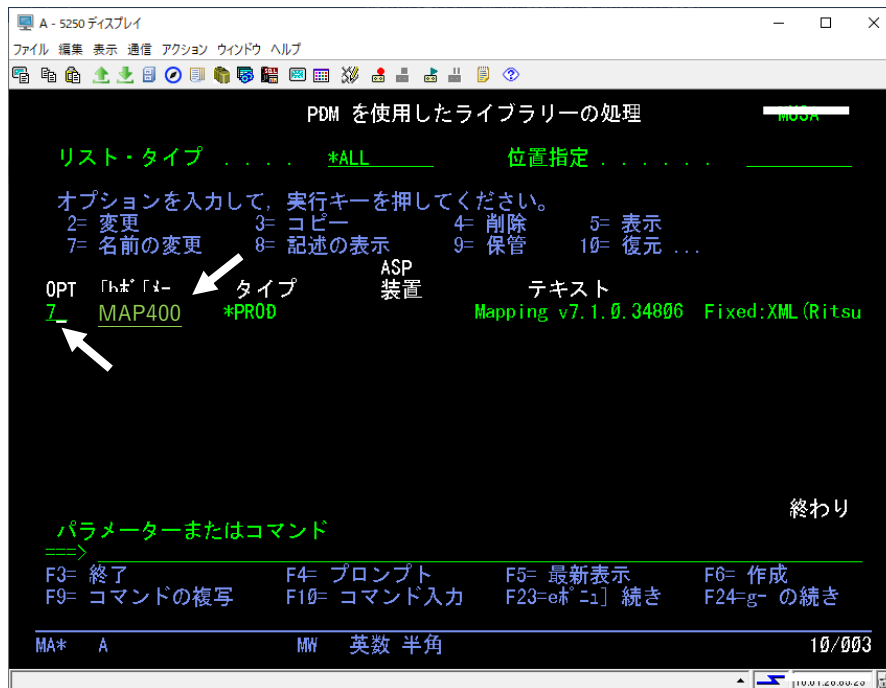 A - 5250 ディスプレイ
ファイル 編集 表示 通信 アクション ウィンドウ ヘルプ
PDM を使用したライブラリーの処理
リスト・タイプ . . . . *ALL 位置指定 . . . . . .
オプションを入力して, 実行キーを押してください。
2= 変更 3= コピー 4= 削除 5= 表示
7= 名前の変更 8= 記述の表示 9= 保管 10= 復元 ...
ASP
OPT タイプ 装置 テキスト
7 MAP400 *PROD Mapping v7.1.0.34806 Fixed:XML(Ritsu
終わり
パラメーターまたはコマンド
===>
F3= 終了 F4= プロンプト F5= 最新表示 F6= 作成
F9= コマンドの複写 F10= コマンド入力 F23=eポニュ] 続き F24=g- の続き
MA* A MW 英数 半角 10/003